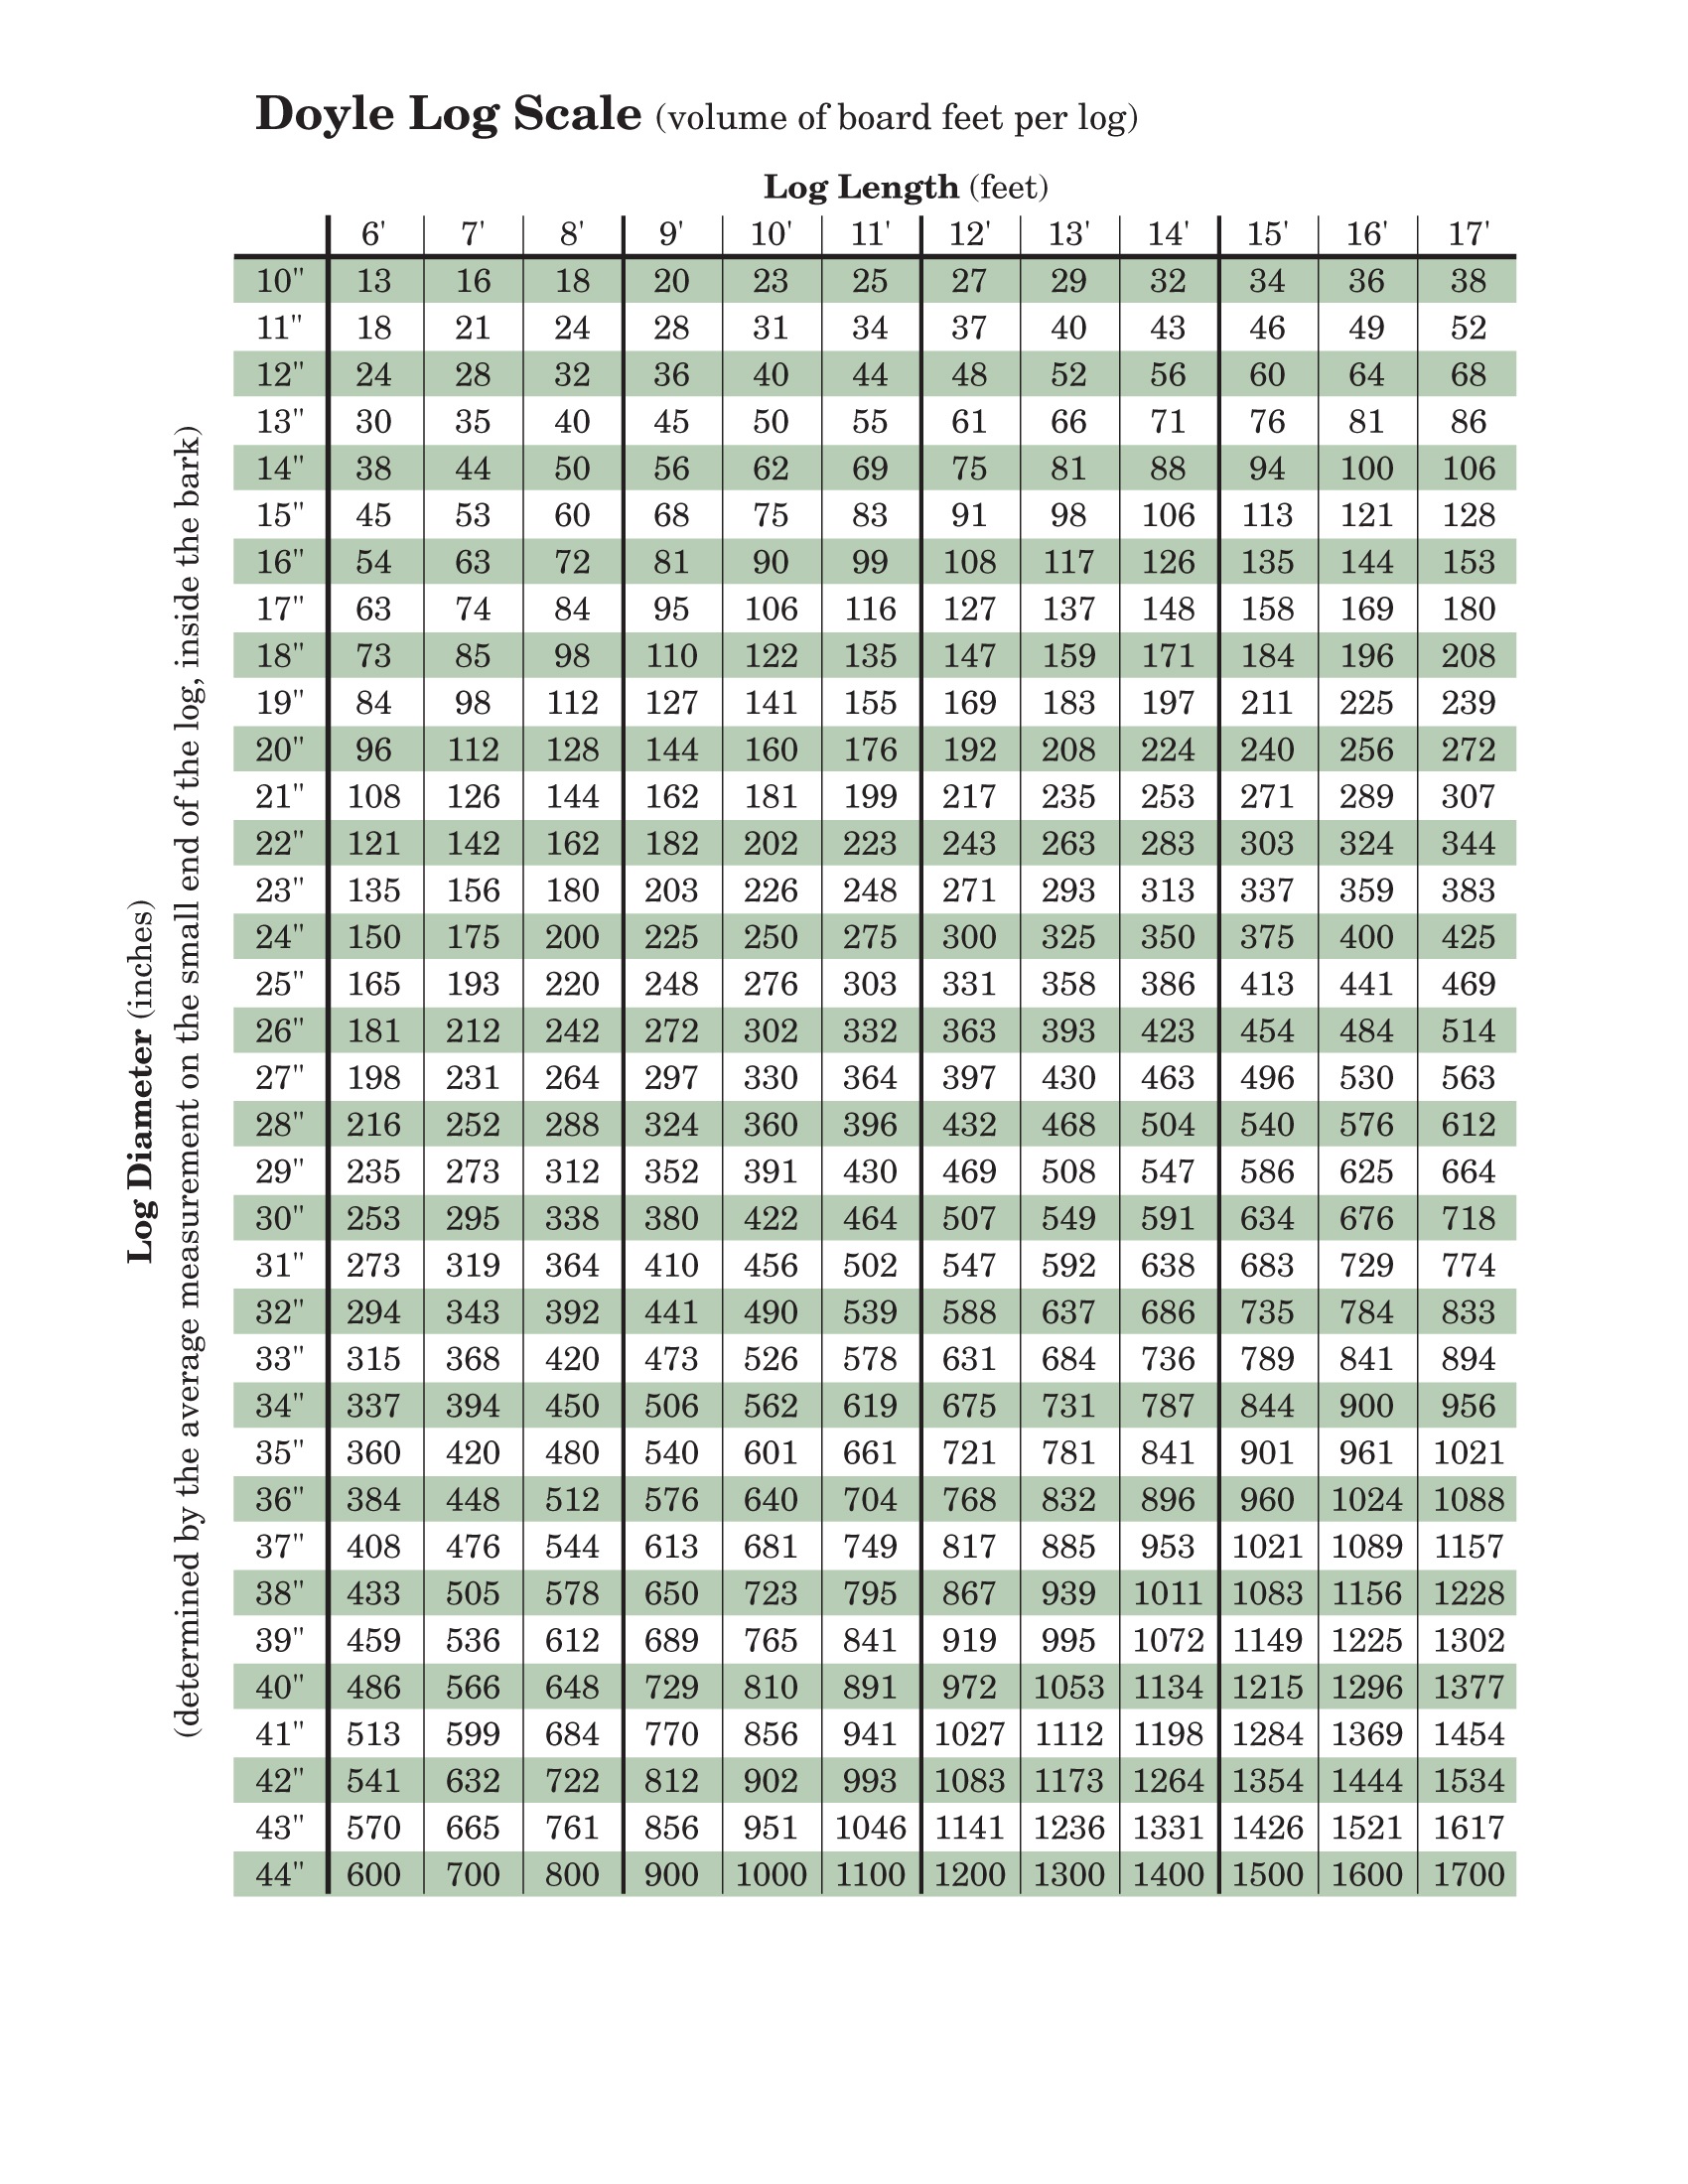 Doyle Log Scale (volume of board feet per log)
Log Length (feet)
6' 7' 8' 9' 10' 11' 12' 13' 14' 15' 16' 17'
10" 13 16 18 20 23 25 27 29 32 34 36 38
11" 18 21 24 28 31 34 37 40 43 46 49 52
12" 24 28 32 36 40 44 48 52 56 60 64 68
13" 30 35 40 45 50 55 61 66 71 76 81 86
14" 38 44 50 56 62 69 75 81 88 94 100 106
15" 45 53 60 68 75 83 91 98 106 113 121 128
16" 54 63 72 81 90 99 108 117 126 135 144 153
17" 63 74 84 95 106 116 127 137 148 158 169 180
18" 73 85 98 110 122 135 147 159 171 184 196 208
19" 84 98 112 127 141 155 169 183 197 211 225 239
20" 96 112 128 144 160 176 192 208 224 240 256 272
21" 108 126 144 162 181 199 217 235 253 271 289 307
22" 121 142 162 182 202 223 243 263 283 303 324 344
23" 135 156 180 203 226 248 271 293 313 337 359 383
24" 150 175 200 225 250 275 300 325 350 375 400 425
25" 165 193 220 248 276 303 331 358 386 413 441 469
26" 181 212 242 272 302 332 363 393 423 454 484 514
27" 198 231 264 297 330 364 397 430 463 496 530 563
28" 216 252 288 324 360 396 432 468 504 540 576 612
29" 235 273 312 352 391 430 469 508 547 586 625 664
30" 253 295 338 380 422 464 507 549 591 634 676 718
31" 273 319 364 410 456 502 547 592 638 683 729 774
32" 294 343 392 441 490 539 588 637 686 735 784 833
33" 315 368 420 473 526 578 631 684 736 789 841 894
34" 337 394 450 506 562 619 675 731 787 844 900 956
35" 360 420 480 540 601 661 721 781 841 901 961 1021
36" 384 448 512 576 640 704 768 832 896 960 1024 1088
37" 408 476 544 613 681 749 817 885 953 1021 1089 1157
38" 433 505 578 650 723 795 867 939 1011 1083 1156 1228
39" 459 536 612 689 765 841 919 995 1072 1149 1225 1302
40" 486 566 648 729 810 891 972 1053 1134 1215 1296 1377
41" 513 599 684 770 856 941 1027 1112 1198 1284 1369 1454
42" 541 632 722 812 902 993 1083 1173 1264 1354 1444 1534
43" 570 665 761 856 951 1046 1141 1236 1331 1426 1521 1617
44" 600 700 800 900 1000 1100 1200 1300 1400 1500 1600 1700
Log Diameter (inches)
(determined by the average measurement on the small end of the log, inside the bark)